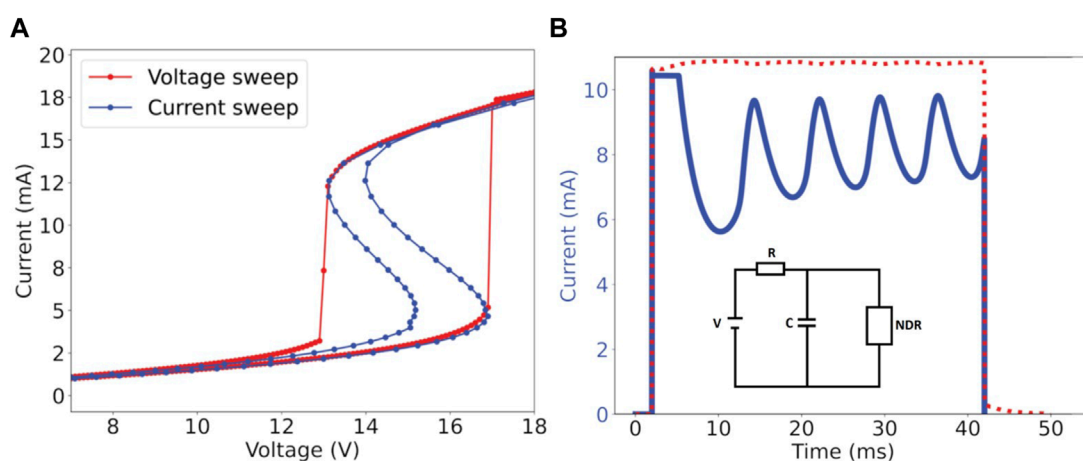 A
20
18
15
12
10
8
5
2
0
Current (mA)
Voltage sweep
Current sweep
8
10
12
14
16
18
Voltage (V)
B
10
8
6
4
2
0
Current (mA)
R
V
C
NDR
0
10
20
30
40
50
Time (ms)